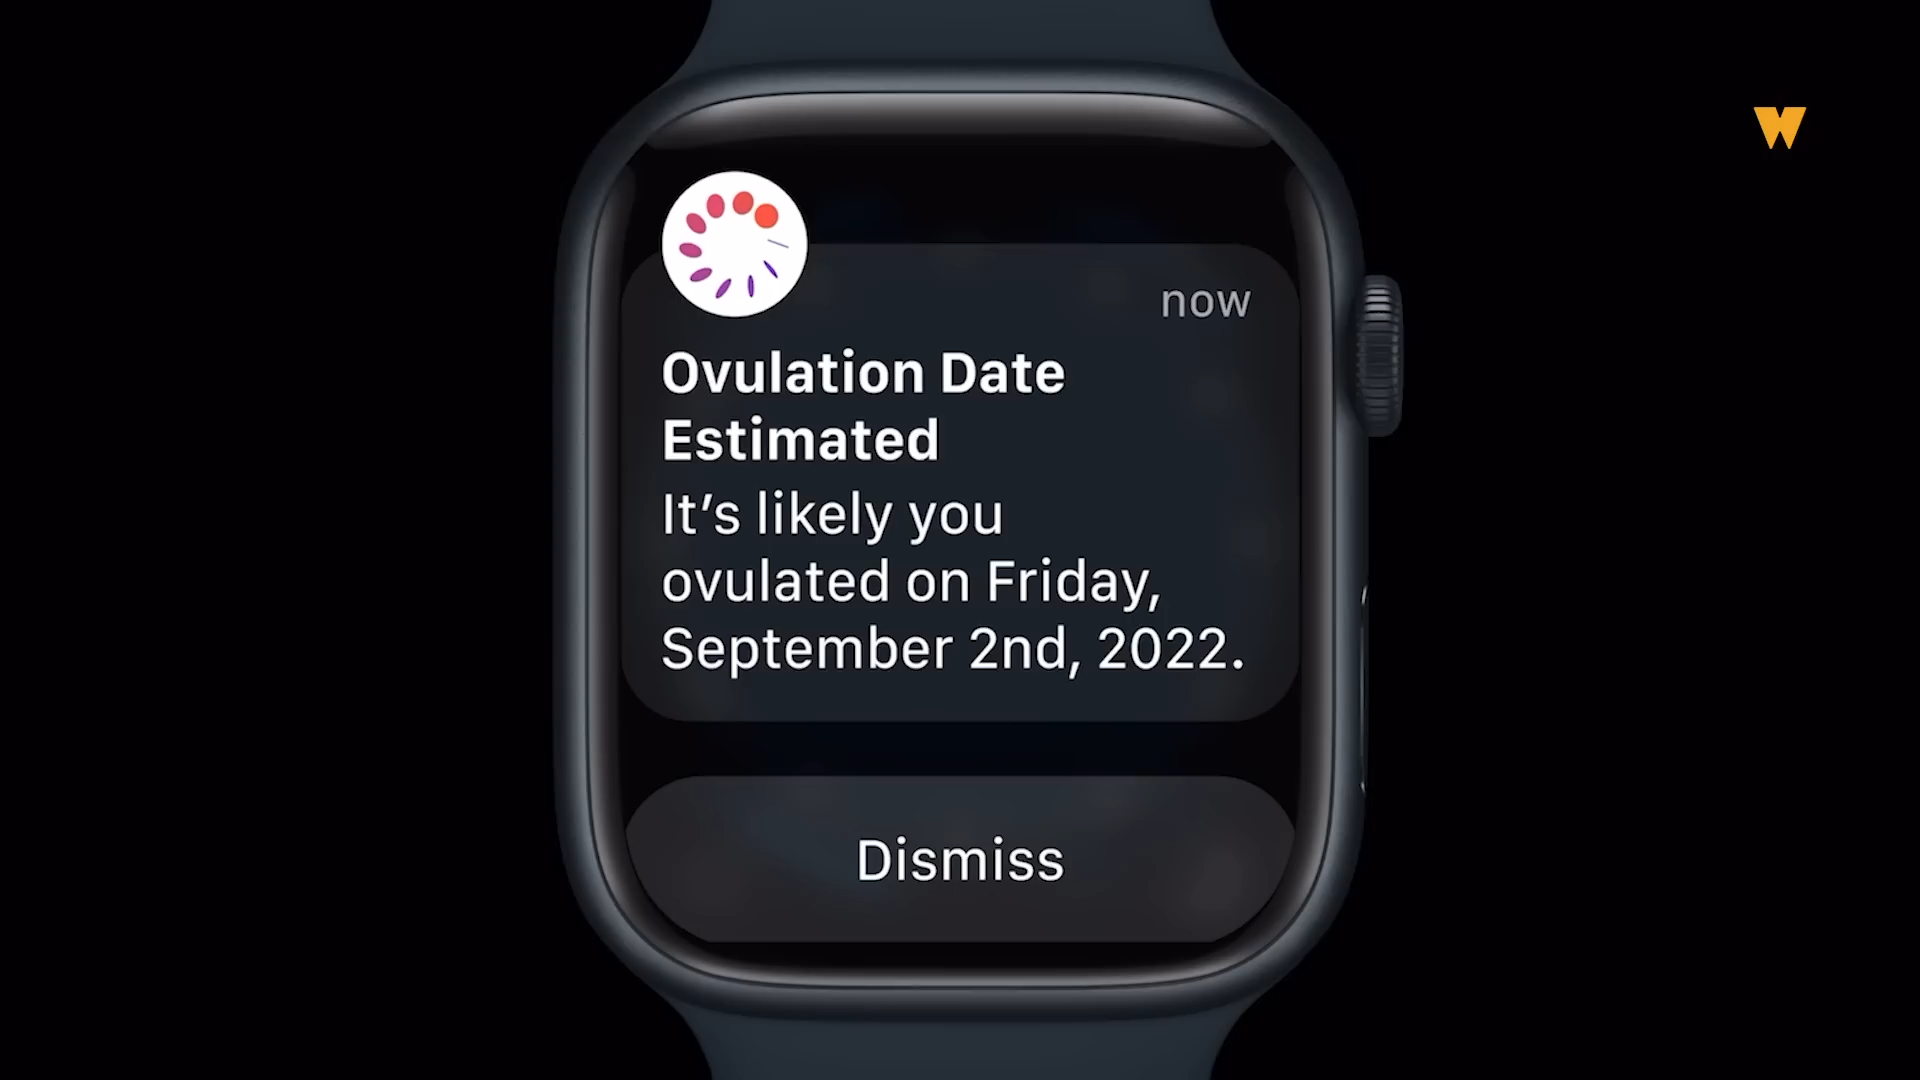 W
now
Ovulation Date
Estimated
It’s likely you
ovulated on Friday,
September 2nd, 2022.
Dismiss